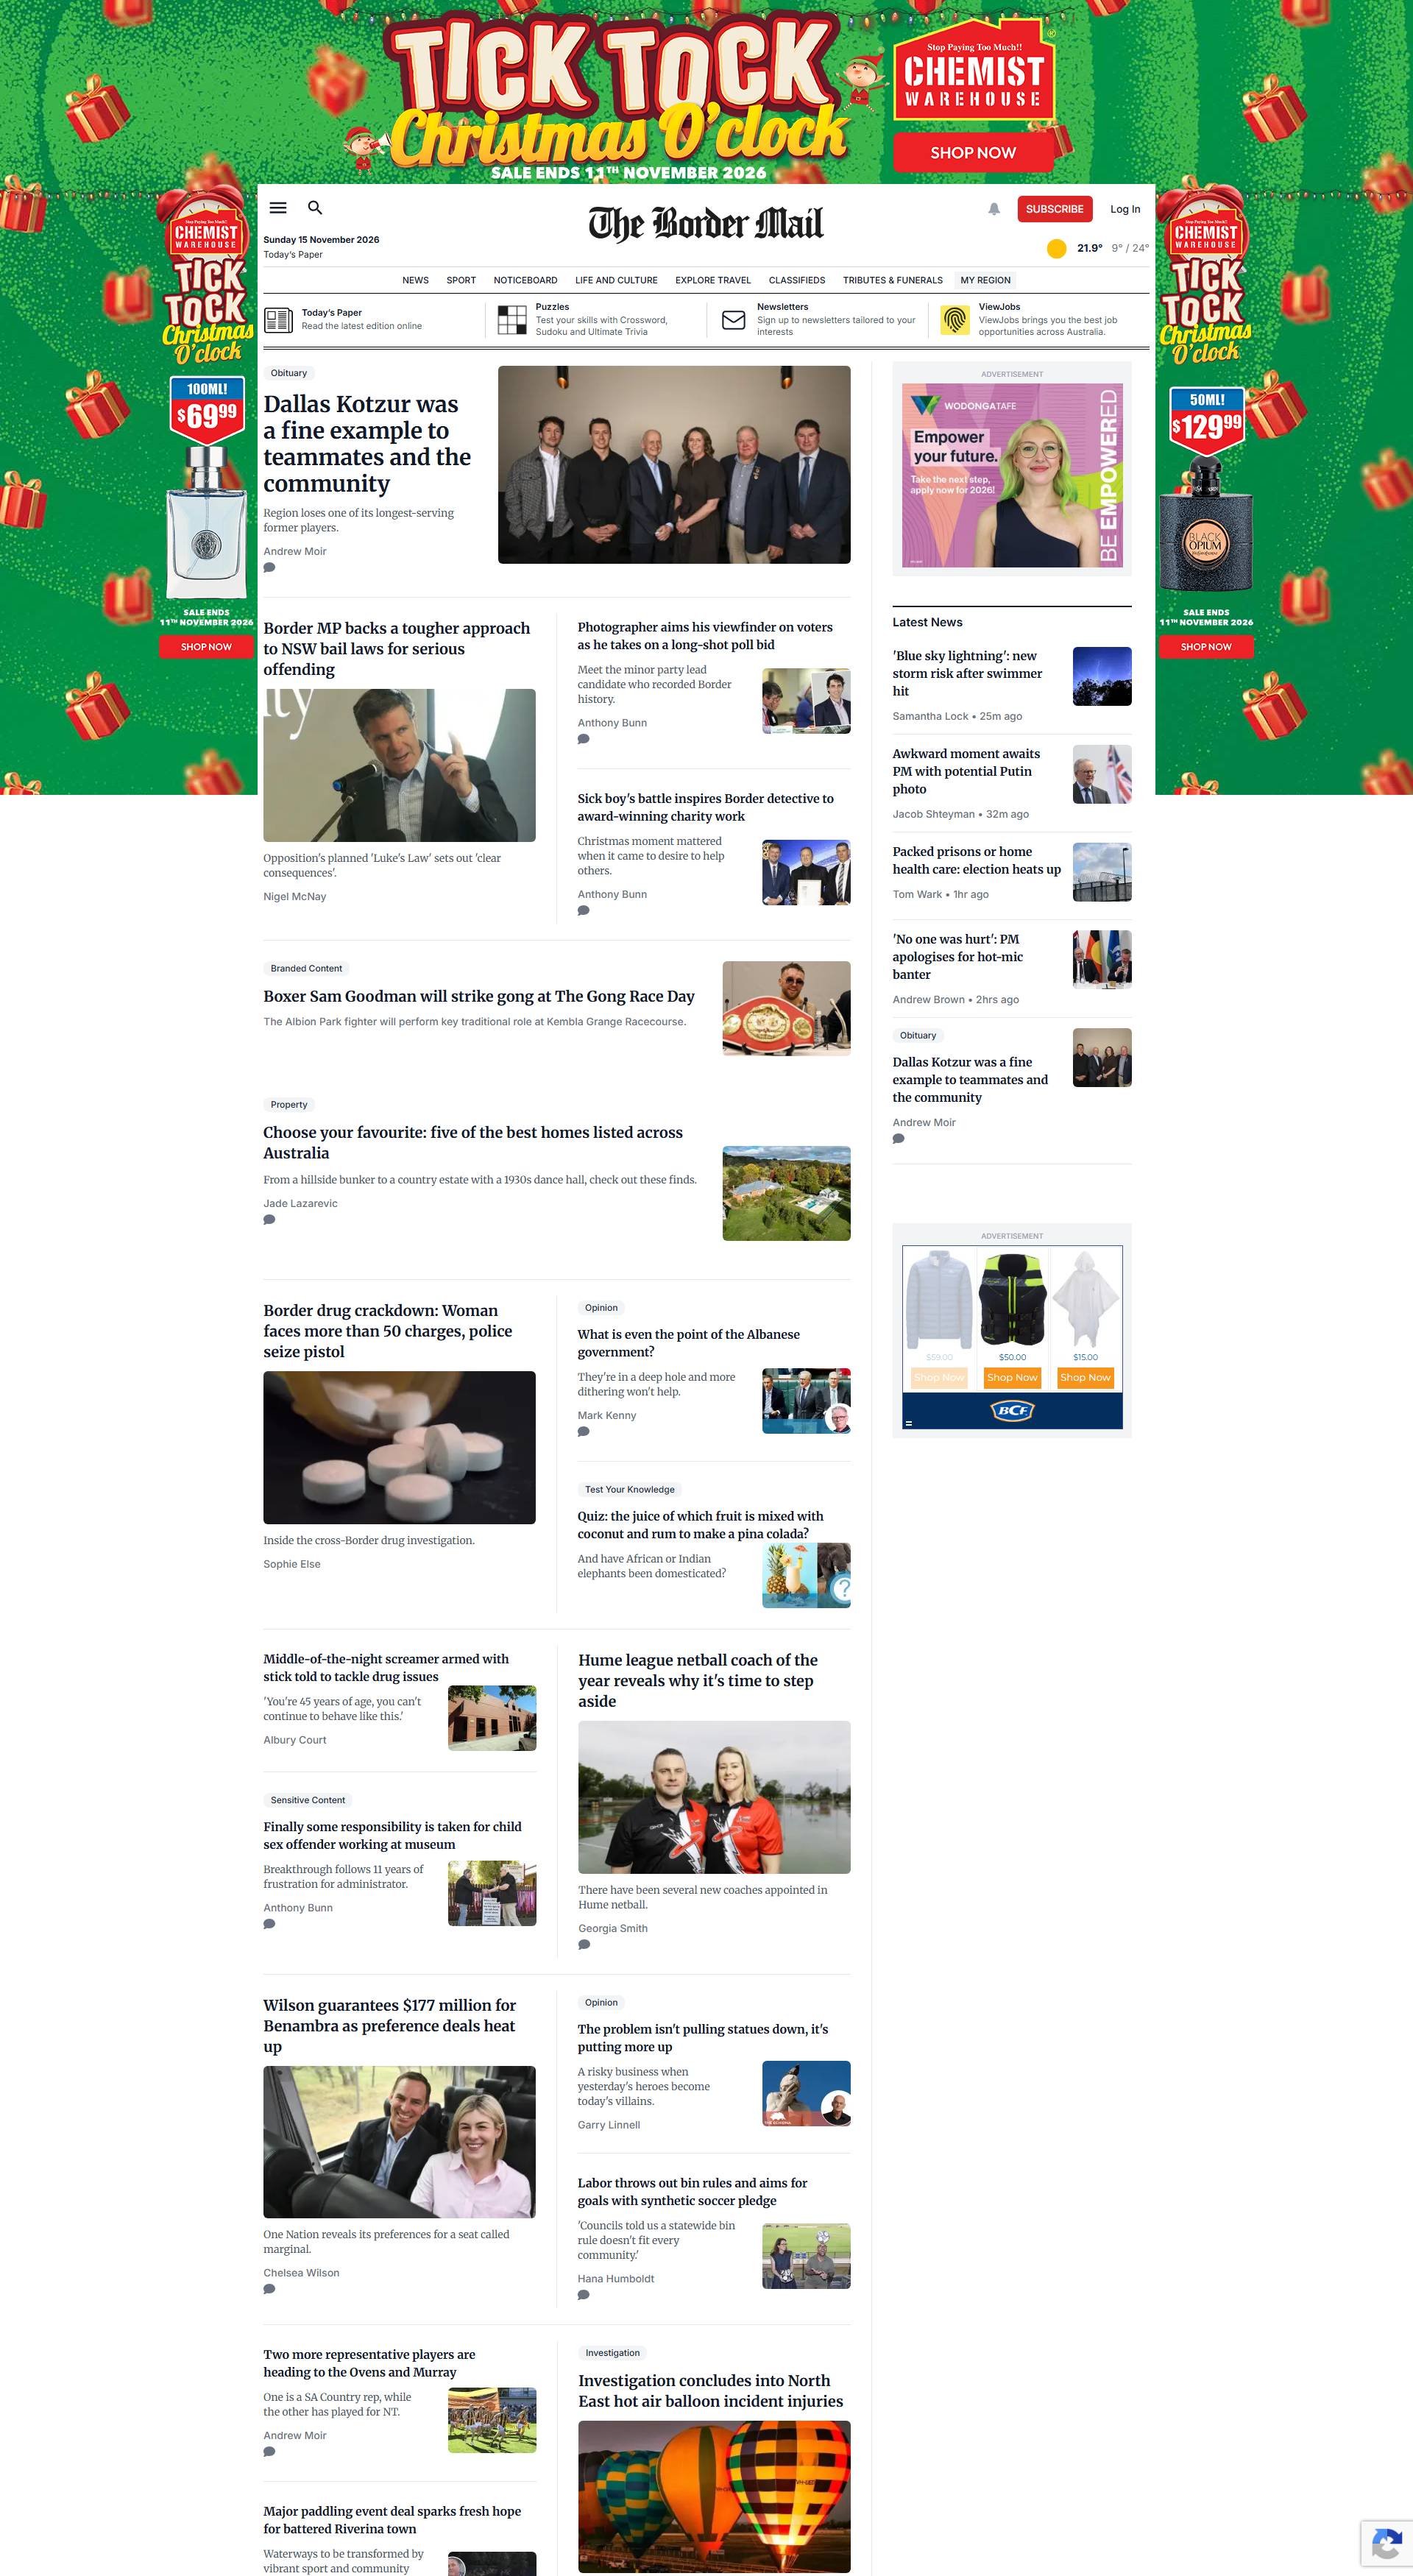 TICK TOCK
Christmas O'clock
SALE ENDS 11TH NOVEMBER 2026
Stop Paying Too Much!!
CHEMIST
WAREHOUSE
SHOP NOW
Stop Paying Too Much!!
CHEMIST
WAREHOUSE
TICK
TOCK
Christmas
O'clock
100ML!
$69.99
SALE ENDS
11TH NOVEMBER 2026
SHOP NOW
Stop Paying Too Much!!
CHEMIST
WAREHOUSE
TICK
TOCK
Christmas
O'clock
50ML!
$129.99
BLACK
OPIUM
SALE ENDS
11TH NOVEMBER 2026
SHOP NOW
The Border Mail
SUBSCRIBE
Log In
Sunday 15 November 2026
Today's Paper
21.9° 9° / 24°
NEWS SPORT NOTICEBOARD LIFE AND CULTURE EXPLORE TRAVEL CLASSIFIEDS TRIBUTES & FUNERALS MY REGION
Today's Paper
Read the latest edition online
Puzzles
Test your skills with Crossword,
Sudoku and Ultimate Trivia
Newsletters
Sign up to newsletters tailored to your
interests
ViewJobs
ViewJobs brings you the best job
opportunities across Australia.
Obituary
Dallas Kotzur was
a fine example to
teammates and the
community
Region loses one of its longest-serving
former players.
Andrew Moir
Border MP backs a tougher approach
to NSW bail laws for serious
offending
Opposition's planned 'Luke's Law' sets out 'clear
consequences'.
Nigel McNay
Photographer aims his viewfinder on voters
as he takes on a long-shot poll bid
Meet the minor party lead
candidate who recorded Border
history.
Anthony Bunn
Sick boy's battle inspires Border detective to
award-winning charity work
Christmas moment mattered
when it came to desire to help
others.
Anthony Bunn
Branded Content
Boxer Sam Goodman will strike gong at The Gong Race Day
The Albion Park fighter will perform key traditional role at Kembla Grange Racecourse.
Property
Choose your favourite: five of the best homes listed across
Australia
From a hillside bunker to a country estate with a 1930s dance hall, check out these finds.
Jade Lazarevic
Border drug crackdown: Woman
faces more than 50 charges, police
seize pistol
Inside the cross-Border drug investigation.
Sophie Else
Opinion
What is even the point of the Albanese
government?
They're in a deep hole and more
dithering won't help.
Mark Kenny
Test Your Knowledge
Quiz: the juice of which fruit is mixed with
coconut and rum to make a pina colada?
And have African or Indian
elephants been domesticated?
Middle-of-the-night screamer armed with
stick told to tackle drug issues
'You're 45 years of age, you can't
continue to behave like this.'
Albury Court
Sensitive Content
Finally some responsibility is taken for child
sex offender working at museum
Breakthrough follows 11 years of
frustration for administrator.
Anthony Bunn
Hume league netball coach of the
year reveals why it's time to step
aside
There have been several new coaches appointed in
Hume netball.
Georgia Smith
Wilson guarantees $177 million for
Benambra as preference deals heat
up
One Nation reveals its preferences for a seat called
marginal.
Chelsea Wilson
Opinion
The problem isn't pulling statues down, it's
putting more up
A risky business when
yesterday's heroes become
today's villains.
Garry Linnell
Labor throws out bin rules and aims for
goals with synthetic soccer pledge
'Councils told us a statewide bin
rule doesn't fit every
community.'
Hana Humboldt
Two more representative players are
heading to the Ovens and Murray
One is a SA Country rep, while
the other has played for NT.
Andrew Moir
Major paddling event deal sparks fresh hope
for battered Riverina town
Waterways to be transformed by
vibrant sport and community
Investigation
Investigation concludes into North
East hot air balloon incident injuries
ADVERTISEMENT
WODONGATAFE
Empower
your future.
Take the next step,
apply now for 2026!
BE EMPOWERED
Latest News
'Blue sky lightning': new
storm risk after swimmer
hit
Samantha Lock • 25m ago
Awkward moment awaits
PM with potential Putin
photo
Jacob Shteyman • 32m ago
Packed prisons or home
health care: election heats up
Tom Wark • 1hr ago
'No one was hurt': PM
apologises for hot-mic
banter
Andrew Brown • 2hrs ago
Obituary
Dallas Kotzur was a fine
example to teammates and
the community
Andrew Moir
ADVERTISEMENT
$59.00 $50.00 $15.00
Shop Now Shop Now Shop Now
BCF